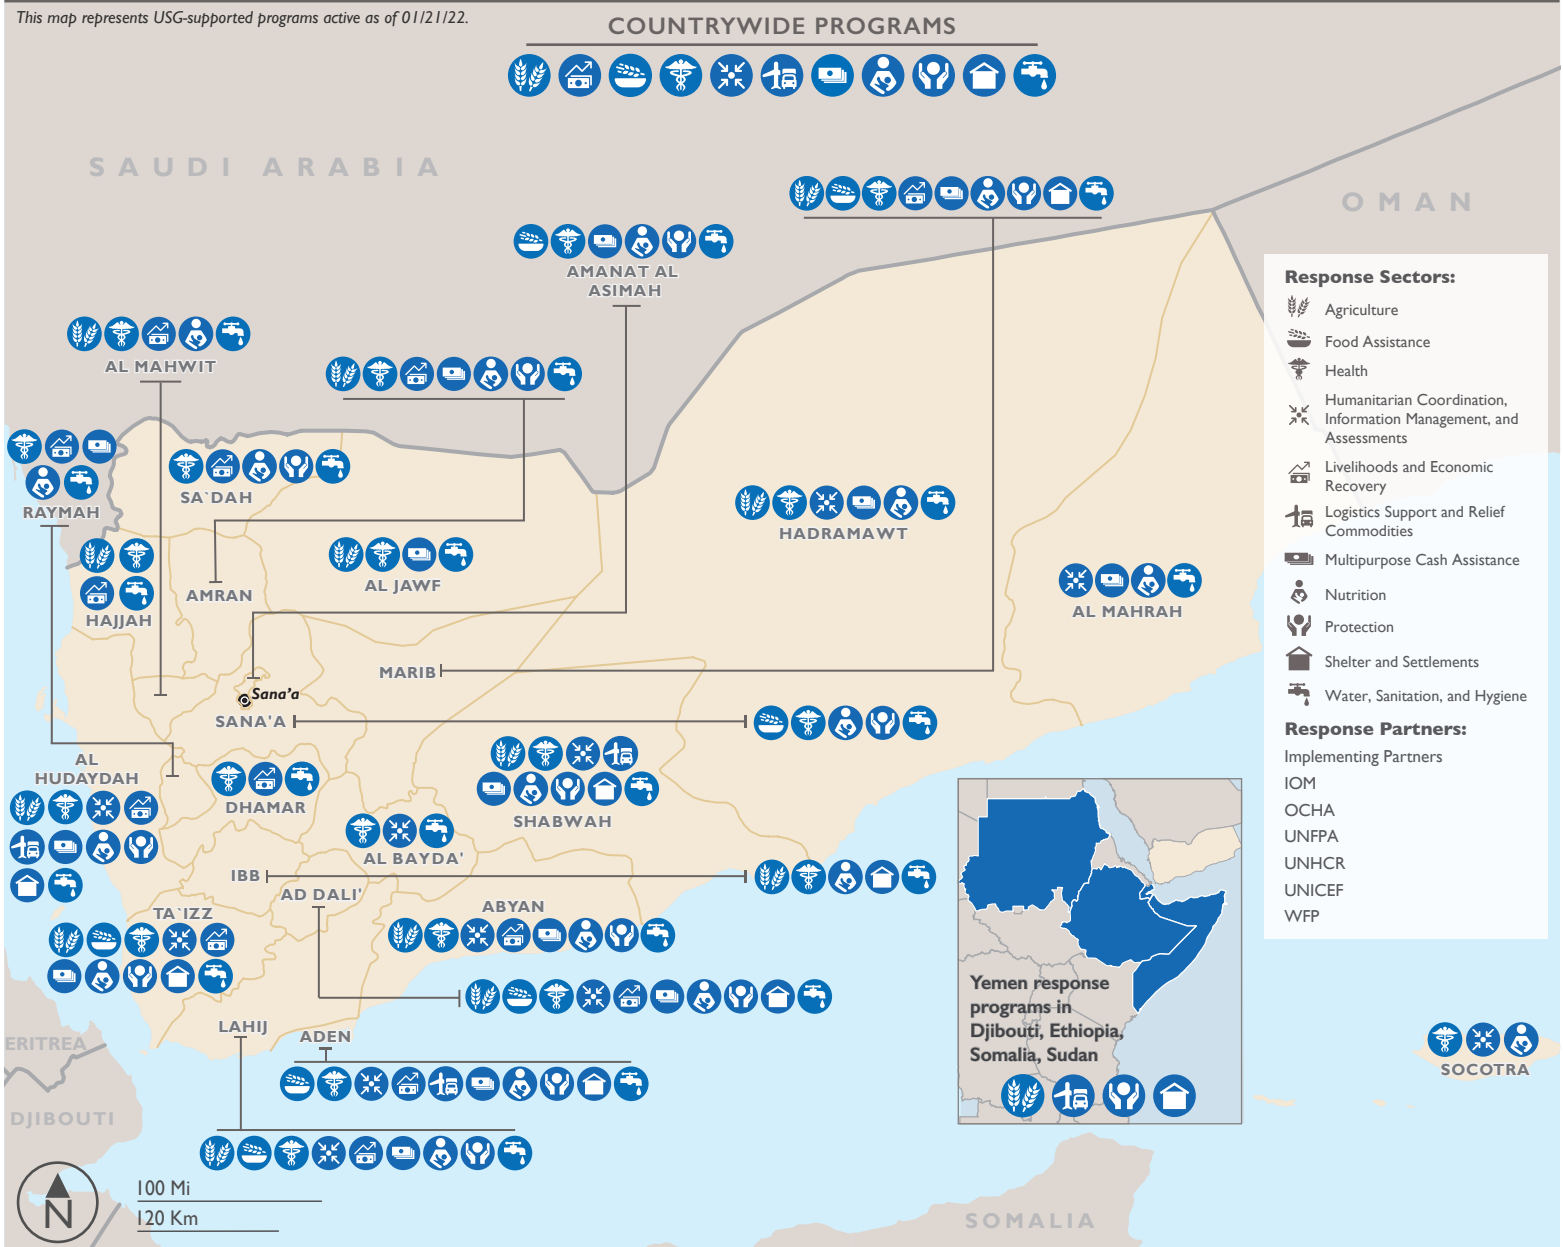 This map represents USG-supported programs active as of 01/21/22.
COUNTRYWIDE PROGRAMS
SAUDI ARABIA
OMAN
AMANAT AL
ASIMAH
AL MAHWIT
RAYMAH
SA`DAH
HADRAMAWT
AL JAWF
AMRAN
HAJJAH
AL MAHRAH
MARIB
Sana’a
SANA'A
AL
HUDAYDAH
DHAMAR
SHABWAH
AL BAYDA'
IBB
AD DALI'
TA`IZZ
ABYAN
LAHIJ
ADEN
ERITREA
DJIBOUTI
SOCOTRA
SOMALIA
N
100 Mi
120 Km
Yemen response
programs in
Djibouti, Ethiopia,
Somalia, Sudan
Response Sectors:
Agriculture
Food Assistance
Health
Humanitarian Coordination,
Information Management, and
Assessments
Livelihoods and Economic
Recovery
Logistics Support and Relief
Commodities
Multipurpose Cash Assistance
Nutrition
Protection
Shelter and Settlements
Water, Sanitation, and Hygiene
Response Partners:
Implementing Partners
IOM
OCHA
UNFPA
UNHCR
UNICEF
WFP